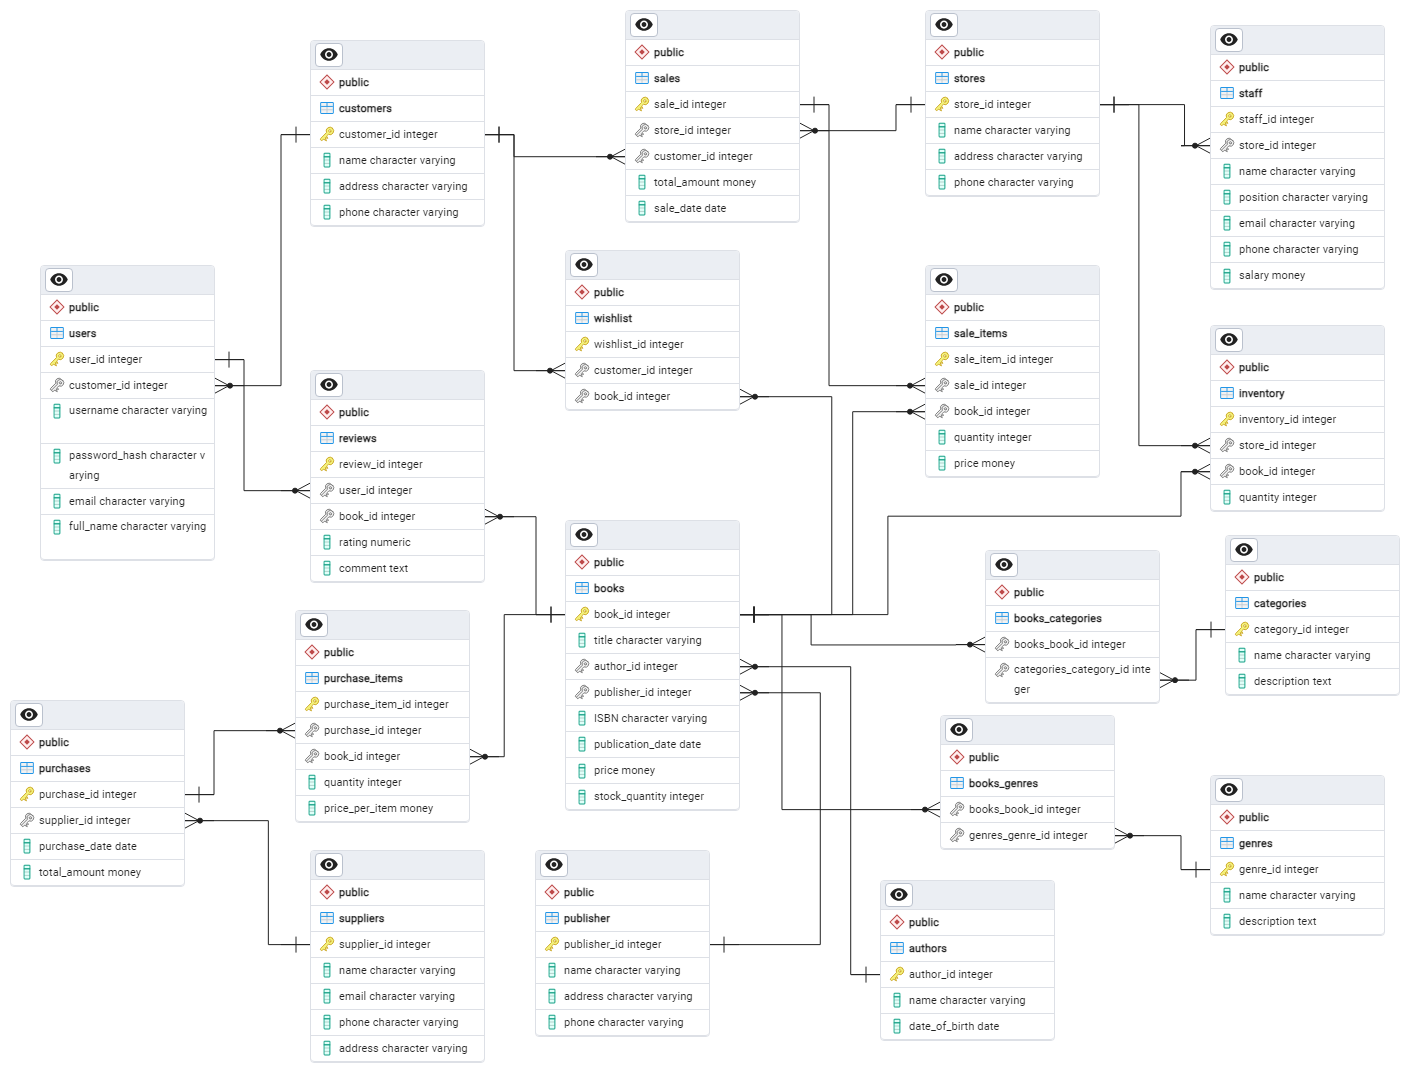 public
customers
customer_id integer
name character varying
address character varying
phone character varying
public
sales
sale_id integer
store_id integer
customer_id integer
total_amount money
sale_date date
public
stores
store_id integer
name character varying
address character varying
phone character varying
public
staff
staff_id integer
store_id integer
name character varying
position character varying
email character varying
phone character varying
salary money
public
users
user_id integer
customer_id integer
username character varying
password_hash character v
arying
email character varying
full_name character varying
public
reviews
review_id integer
user_id integer
book_id integer
rating numeric
comment text
public
wishlist
wishlist_id integer
customer_id integer
book_id integer
public
sale_items
sale_item_id integer
sale_id integer
book_id integer
quantity integer
price money
public
inventory
inventory_id integer
store_id integer
book_id integer
quantity integer
public
books
book_id integer
title character varying
author_id integer
publisher_id integer
ISBN character varying
publication_date date
price money
stock_quantity integer
public
books_categories
books_book_id integer
categories_category_id inte
ger
public
categories
category_id integer
name character varying
description text
public
purchase_items
purchase_item_id integer
purchase_id integer
book_id integer
quantity integer
price_per_item money
public
purchases
purchase_id integer
supplier_id integer
purchase_date date
total_amount money
public
books_genres
books_book_id integer
genres_genre_id integer
public
genres
genre_id integer
name character varying
description text
public
suppliers
supplier_id integer
name character varying
email character varying
phone character varying
address character varying
public
publisher
publisher_id integer
name character varying
address character varying
phone character varying
public
authors
author_id integer
name character varying
date_of_birth date